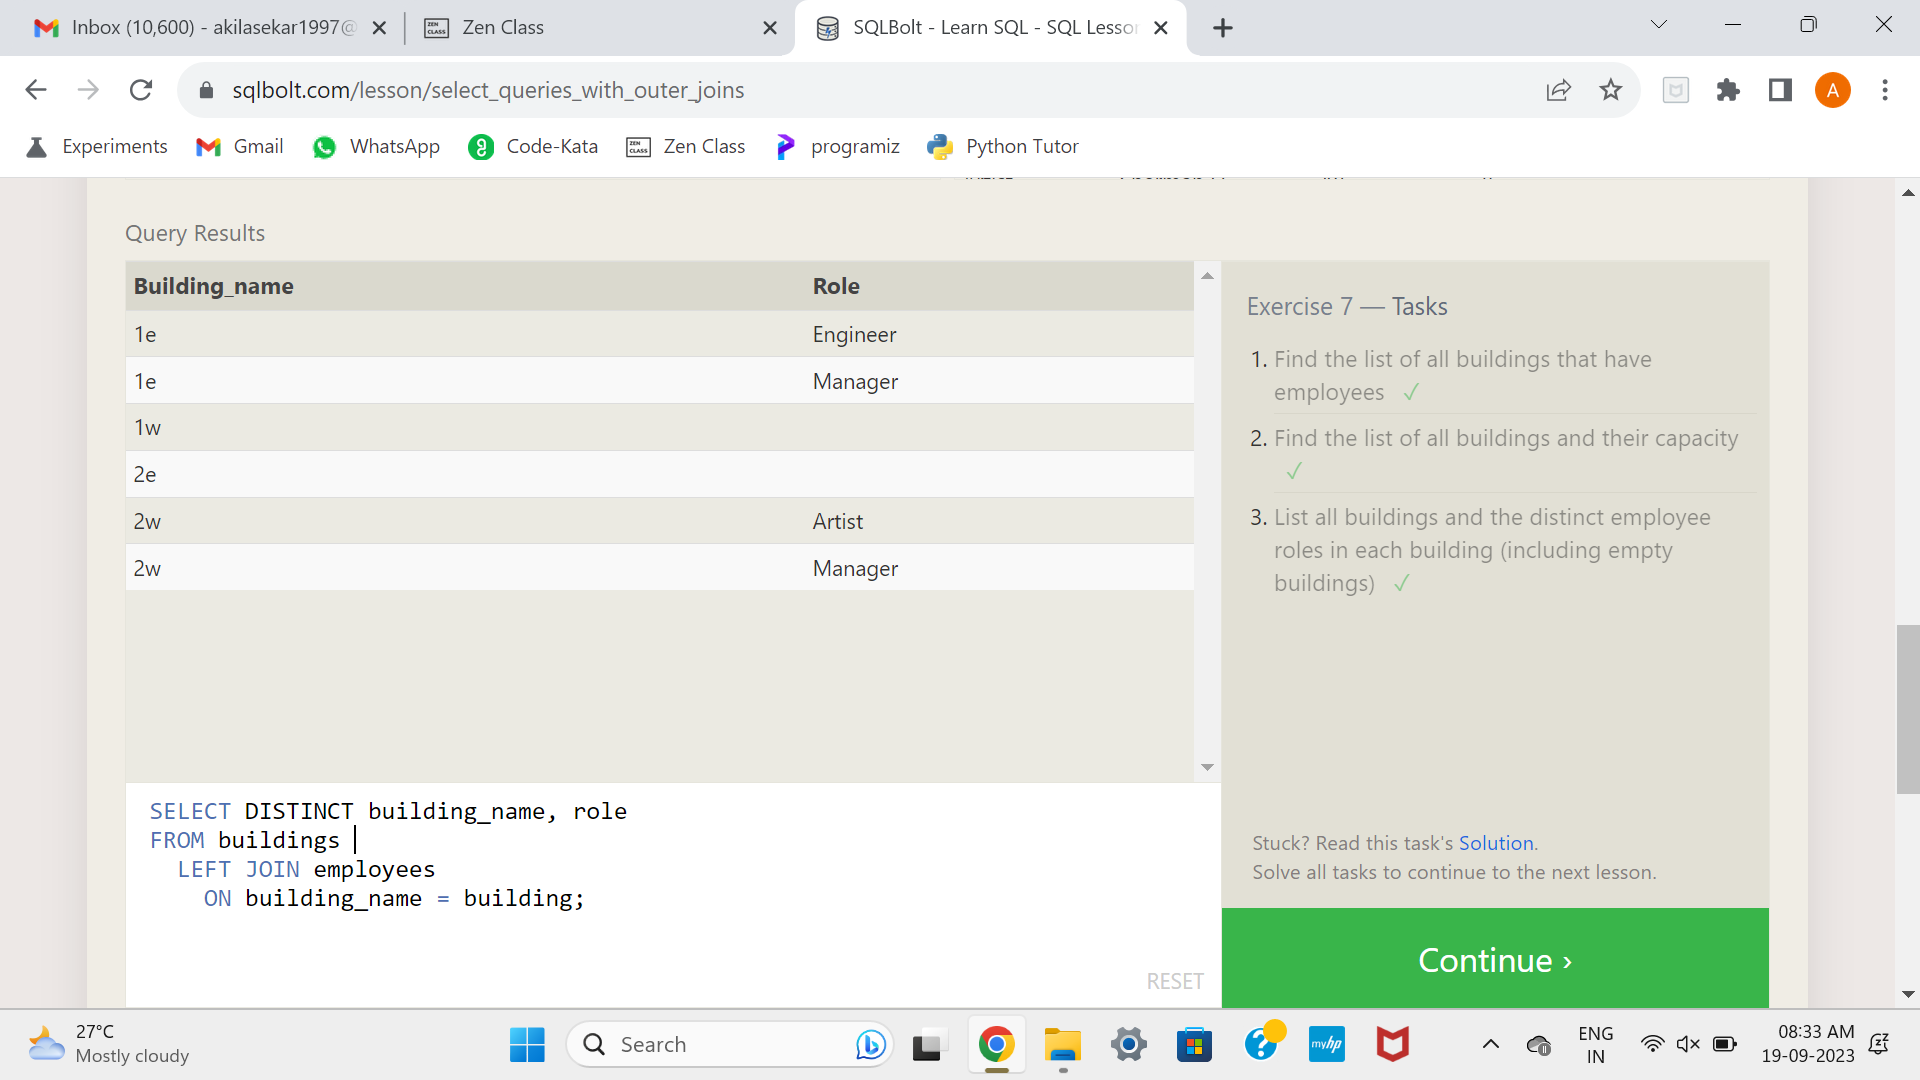 Inbox (10,600) - akilasekar1997@
Zen Class
SQLBolt - Learn SQL - SQL Lesson
sqlbolt.com/lesson/select_queries_with_outer_joins
A
Experiments
Gmail
WhatsApp
Code-Kata
Zen Class
programiz
Python Tutor
Query Results
Building_name Role
1e Engineer
1e Manager
1w
2e
2w Artist
2w Manager
Exercise 7 — Tasks
1. Find the list of all buildings that have
employees ✓
2. Find the list of all buildings and their capacity
✓
3. List all buildings and the distinct employee
roles in each building (including empty
buildings) ✓
SELECT DISTINCT building_name, role
FROM buildings
LEFT JOIN employees
ON building_name = building;
RESET
Stuck? Read this task's Solution.
Solve all tasks to continue to the next lesson.
Continue ›
27°C
Mostly cloudy
Search
myhp
ENG
IN
08:33 AM
19-09-2023